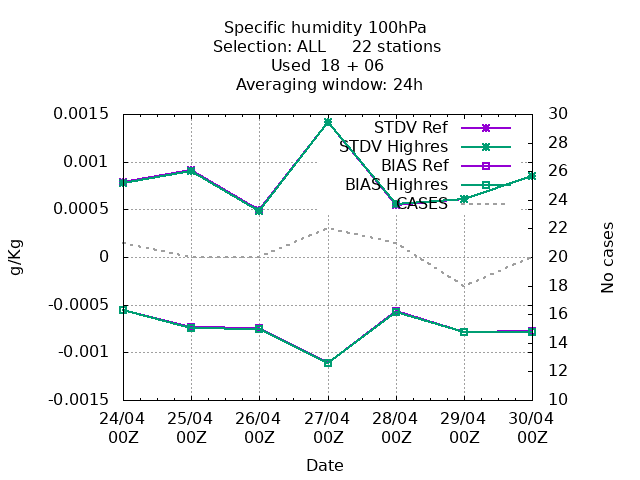 Specific humidity 100hPa
Selection: ALL 22 stations
Used 18 + 06
Averaging window: 24h
0.0015
0.001
0.0005
0
-0.0005
-0.001
-0.0015
g/Kg
STDV Ref
STDV Highres
BIAS Ref
BIAS Highres
CASES
30
28
26
24
22
20
18
16
14
12
10
No cases
24/04 25/04 26/04 27/04 28/04 29/04 30/04
00Z 00Z 00Z 00Z 00Z 00Z 00Z
Date